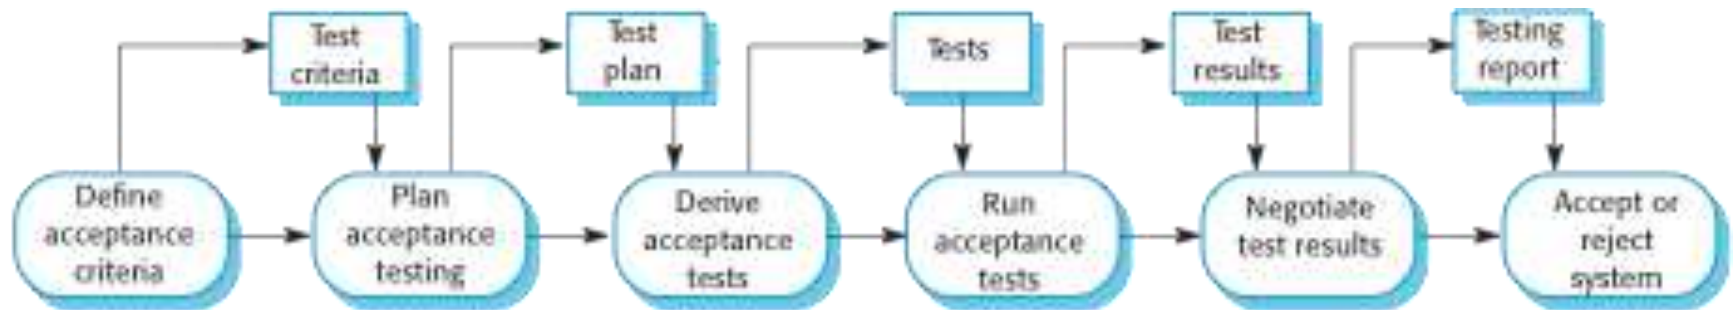 Test
criteria
Test
plan
Tests
Test
results
Testing
report
Define
acceptance
criteria
Plan
acceptance
testing
Derive
acceptance
tests
Run
acceptance
tests
Negotiate
test results
Accept or
reject
system